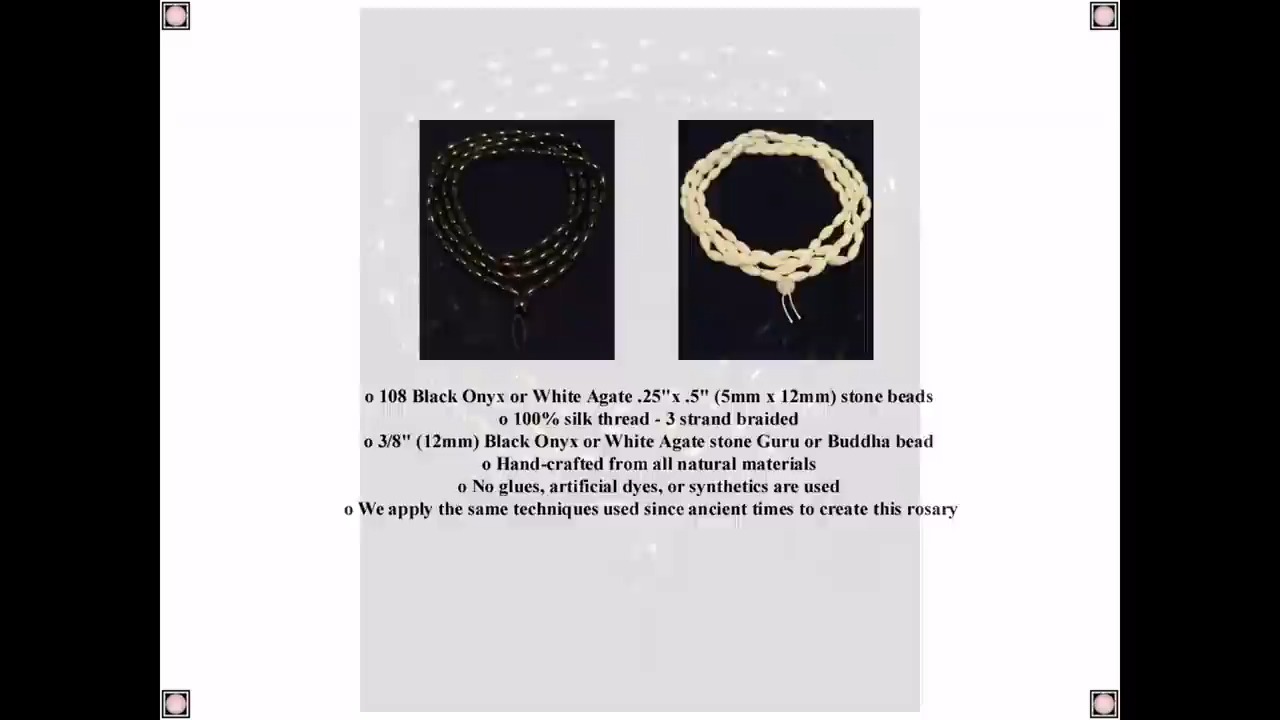 o 108 Black Onyx or White Agate .25"x .5" (5mm x 12mm) stone beads
o 100% silk thread - 3 strand braided
o 3/8" (12mm) Black Onyx or White Agate stone Guru or Buddha bead
o Hand-crafted from all natural materials
o No glues, artificial dyes, or synthetics are used
o We apply the same techniques used since ancient times to create this rosary